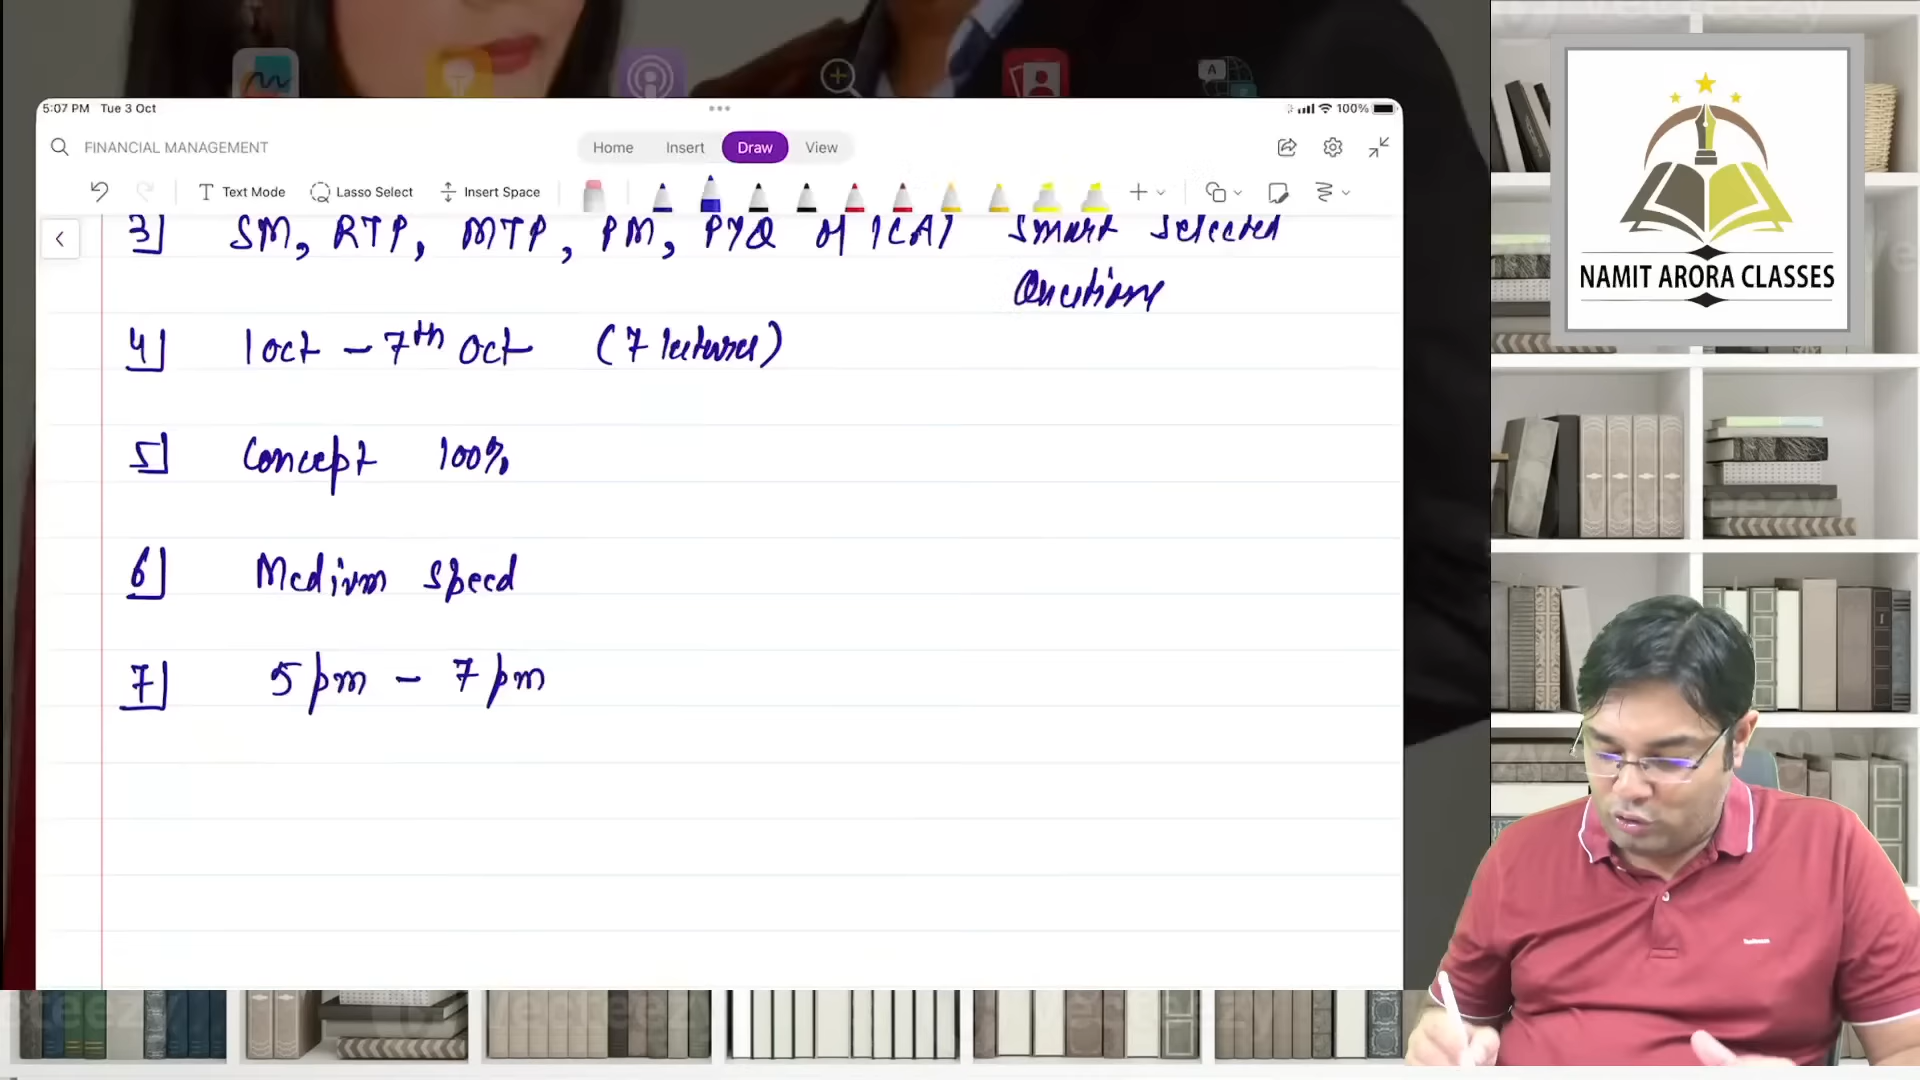 5:07 PM Tue 3 Oct
100%
FINANCIAL MANAGEMENT
Home Insert Draw View
Text Mode Lasso Select Insert Space
3] SM, RTP, MTP, PM, PYQ of ICAI Smart Selected
Questions
4] 1 oct - 7th Oct (7 lectures)
5] Concept 100%
6] Medium speed
7] 5 pm - 7 pm
NAMIT ARORA CLASSES